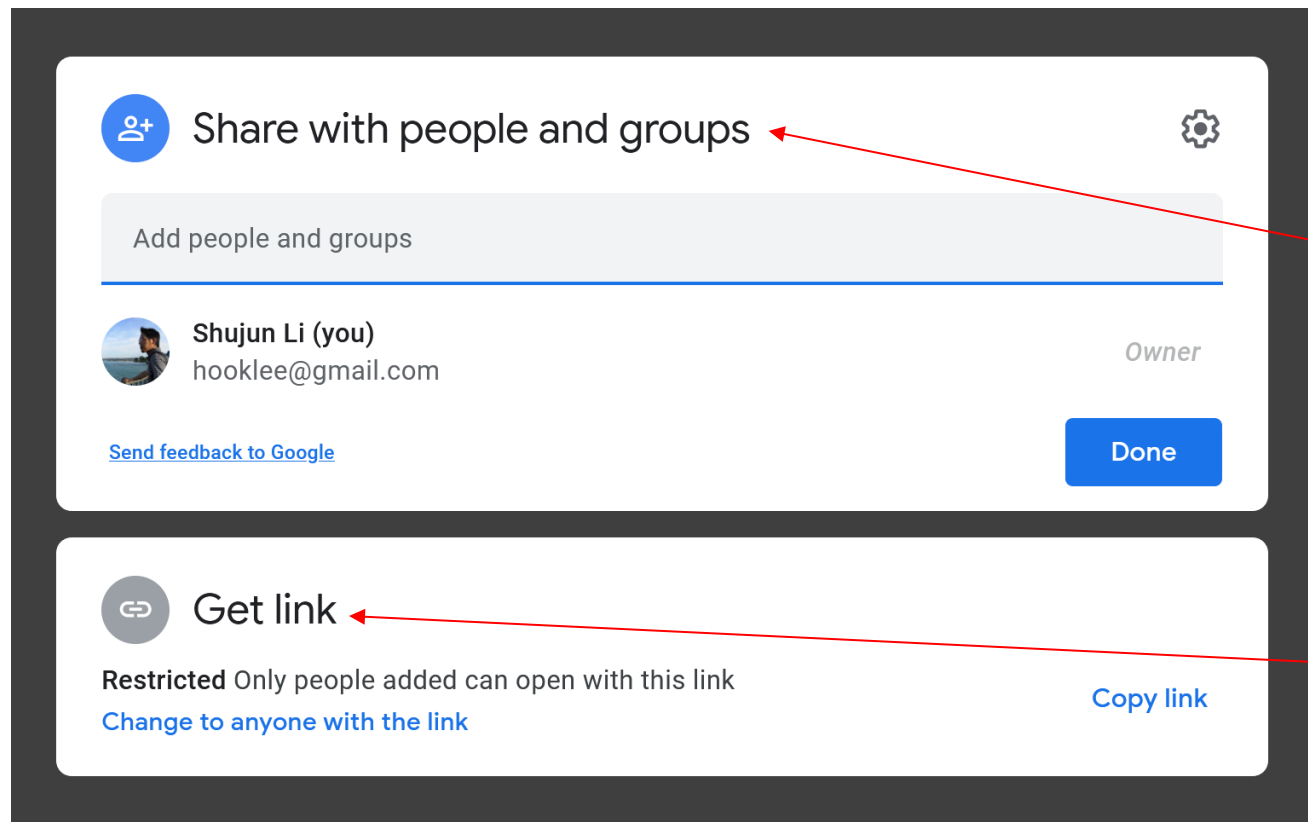 Share with people and groups
Add people and groups
Shujun Li (you)
hooklee@gmail.com
Owner
Send feedback to Google
Done
Get link
Restricted Only people added can open with this link
Change to anyone with the link
Copy link